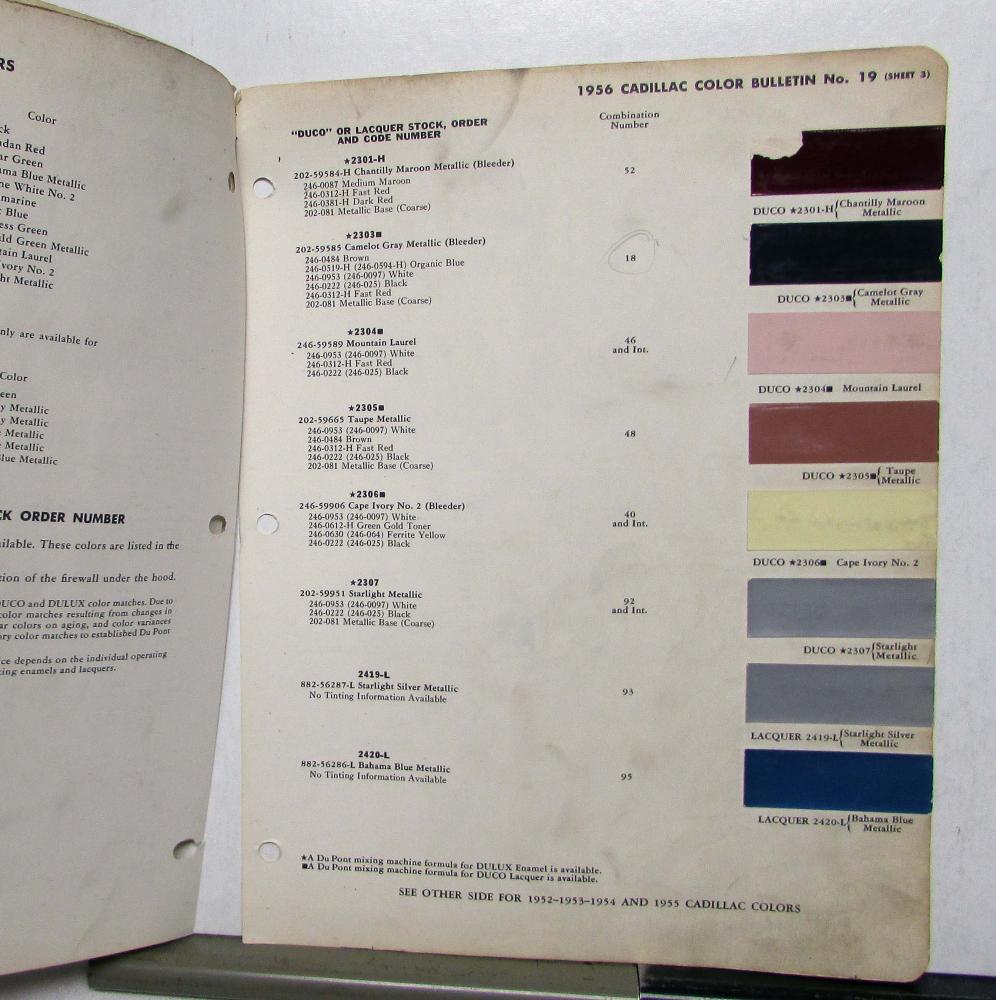 RS
Color
Green
ama Blue Metallic
ne White No. 2
marine
Blue
ess Green
ald Green Metallic
tain Laurel
vory No. 2
ht Metallic
nly are available for
Color
een
y Metallic
y Metallic
Metallic
Metallic
Blue Metallic
CK ORDER NUMBER
ailable. These colors are listed in the
tion of the firewall under the hood.
DUCO and DULUX color matches. Due to
color matches resulting from changes in
ar colors on aging, and color variances
ory color matches to established Du Pont
ice depends on the individual operating
ing enamels and lacquers.
1956 CADILLAC COLOR BULLETIN No. 19 (SHEET 3)
"DUCO" OR LACQUER STOCK, ORDER
AND CODE NUMBER
Combination
Number
★2301-H
202-59584-H Chantilly Maroon Metallic (Bleeder)
246-0087 Medium Maroon
246-0312-H Fast Red
246-0381-H Dark Red
202-081 Metallic Base (Coarse)
52
DUCO ★2301-H{Chantilly Maroon
Metallic
★2303■
202-59585 Camelot Gray Metallic (Bleeder)
246-0484 Brown
246-0519-H (246-0594-H) Organic Blue
246-0953 (246-0097) White
246-0222 (246-025) Black
246-0312-H Fast Red
202-081 Metallic Base (Coarse)
18
DUCO ★2303■{Camelot Gray
Metallic
★2304■
246-59589 Mountain Laurel
246-0953 (246-0097) White
246-0312-H Fast Red
246-0222 (246-025) Black
46
and Int.
DUCO ★2304■ Mountain Laurel
★2305■
202-59665 Taupe Metallic
246-0953 (246-0097) White
246-0484 Brown
246-0312-H Fast Red
246-0222 (246-025) Black
202-081 Metallic Base (Coarse)
48
DUCO ★2305■{Taupe
Metallic
★2306■
246-59906 Cape Ivory No. 2 (Bleeder)
246-0953 (246-0097) White
246-0612-H Green Gold Toner
246-0630 (246-064) Ferrite Yellow
246-0222 (246-025) Black
40
and Int.
DUCO ★2306■ Cape Ivory No. 2
★2307
202-59951 Starlight Metallic
246-0953 (246-0097) White
246-0222 (246-025) Black
202-081 Metallic Base (Coarse)
92
and Int.
DUCO ★2307{Starlight
Metallic
2419-L
882-56287-L Starlight Silver Metallic
No Tinting Information Available
93
LACQUER 2419-L{Starlight Silver
Metallic
2420-L
882-56286-L Bahama Blue Metallic
No Tinting Information Available
95
LACQUER 2420-L{Bahama Blue
Metallic
★A Du Pont mixing machine formula for DULUX Enamel is available.
■A Du Pont mixing machine formula for DUCO Lacquer is available.
SEE OTHER SIDE FOR 1952-1953-1954 AND 1955 CADILLAC COLORS